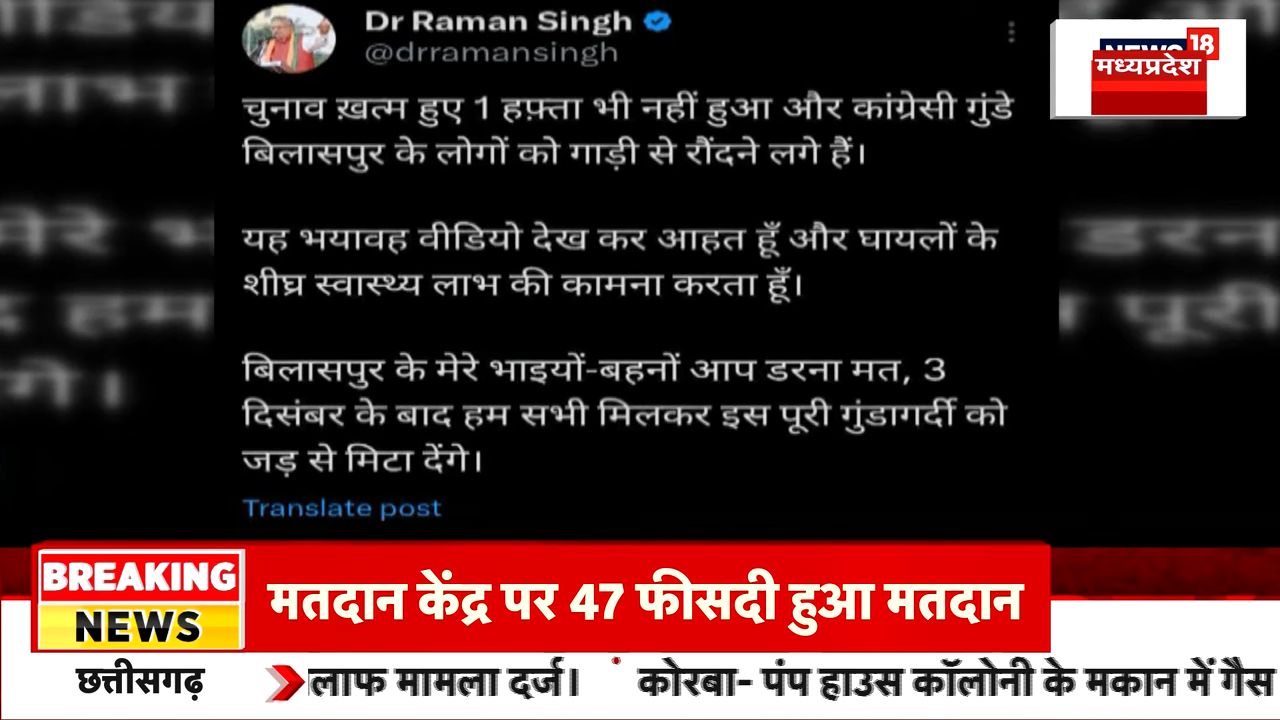 Dr Raman Singh
@drramansingh
चुनाव ख़त्म हुए 1 हफ़्ता भी नहीं हुआ और कांग्रेसी गुंडे
बिलासपुर के लोगों को गाड़ी से रौंदने लगे हैं।
यह भयावह वीडियो देख कर आहत हूँ और घायलों के
शीघ्र स्वास्थ्य लाभ की कामना करता हूँ।
बिलासपुर के मेरे भाइयों-बहनों आप डरना मत, 3
दिसंबर के बाद हम सभी मिलकर इस पूरी गुंडागर्दी को
जड़ से मिटा देंगे।
Translate post
NEWS 18
मध्यप्रदेश
BREAKING
NEWS
मतदान केंद्र पर 47 फीसदी हुआ मतदान
छत्तीसगढ़
लाफ मामला दर्ज। कोरबा- पंप हाउस कॉलोनी के मकान में गैस